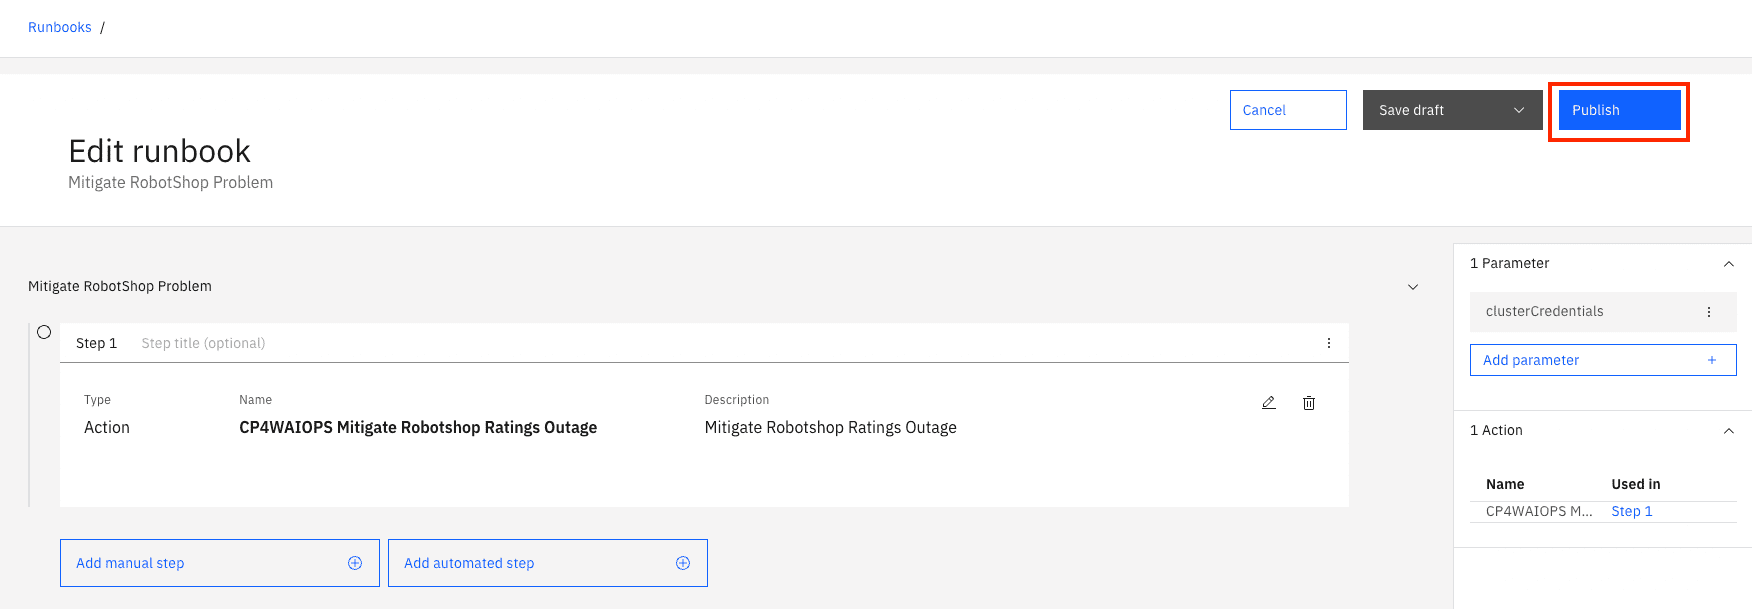 Runbooks /
Cancel
Save draft
Publish
Edit runbook
Mitigate RobotShop Problem
Mitigate RobotShop Problem
Step 1 Step title (optional)
Type Name Description
Action CP4WAIOPS Mitigate Robotshop Ratings Outage Mitigate Robotshop Ratings Outage
Add manual step
Add automated step
1 Parameter
clusterCredentials
Add parameter +
1 Action
Name Used in
CP4WAIOPS M... Step 1